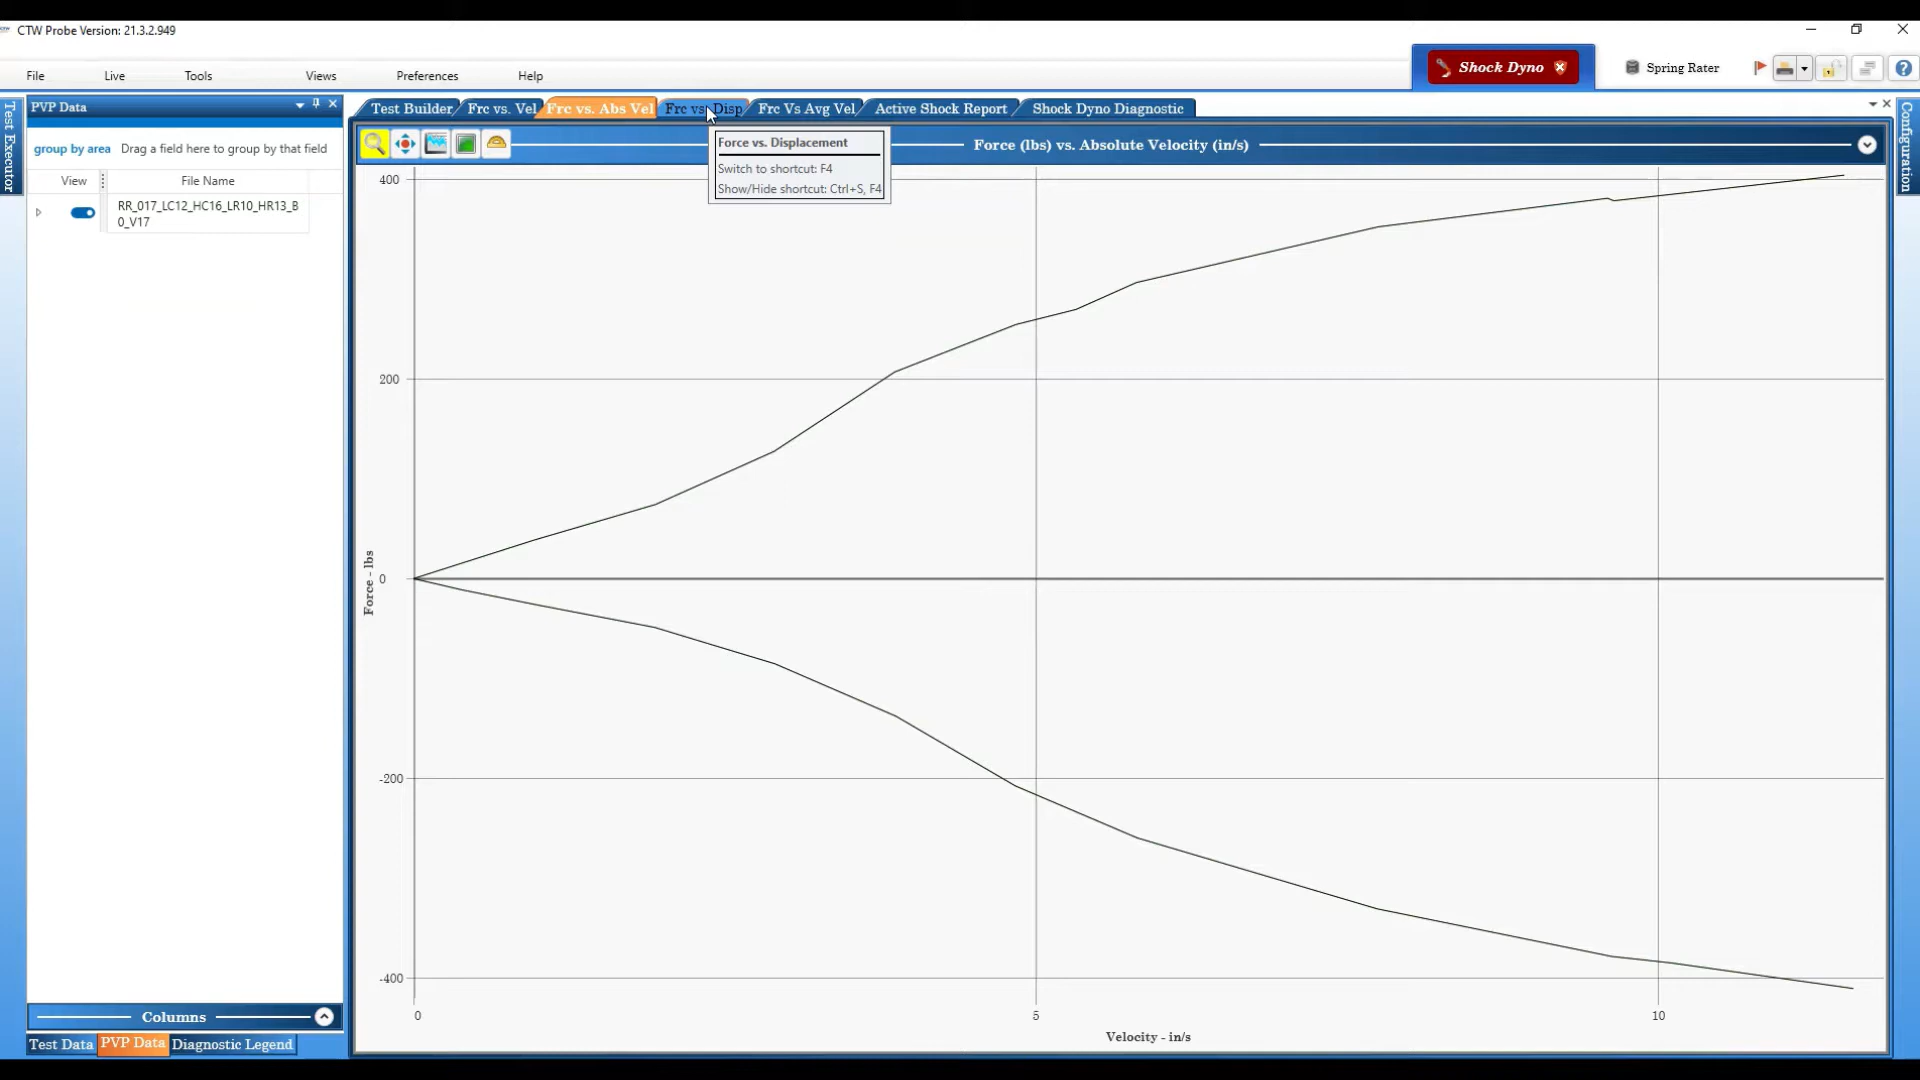 CTW Probe Version: 21.3.2.949
File Live Tools Views Preferences Help
Shock Dyno
Spring Rater
Test Executor
PVP Data
group by area Drag a field here to group by that field
View File Name
RR_017_LC12_HC16_LR10_HR13_B
0_V17
Columns
Test Data PVP Data Diagnostic Legend
Test Builder Frc vs. Vel Frc vs. Abs Vel Frc vs. Disp Frc Vs Avg Vel Active Shock Report Shock Dyno Diagnostic
Force (lbs) vs. Absolute Velocity (in/s)
Force vs. Displacement
Switch to shortcut: F4
Show/Hide shortcut: Ctrl+S, F4
400
200
0
-200
-400
Force - lbs
0 5 10
Velocity - in/s
Configuration